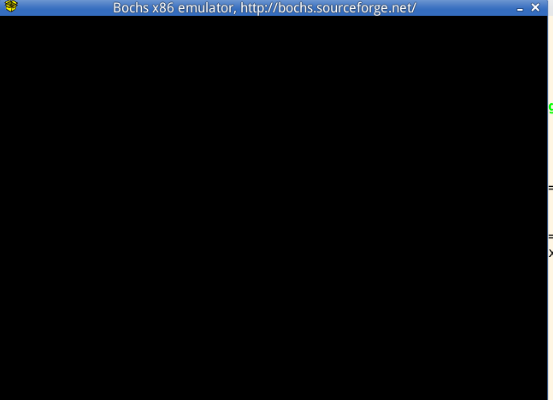 Bochs x86 emulator, http://bochs.sourceforge.net/
g
=
=
x